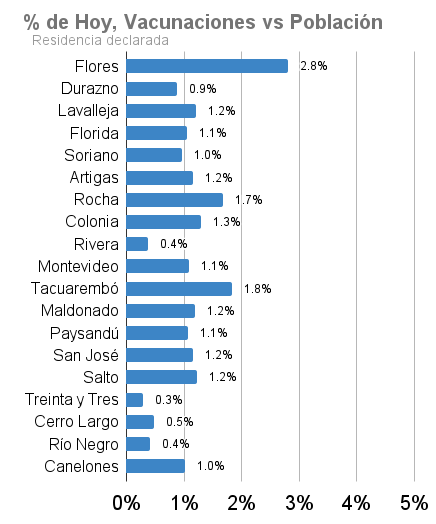 % de Hoy, Vacunaciones vs Población
Residencia declarada
Flores 2.8%
Durazno 0.9%
Lavalleja 1.2%
Florida 1.1%
Soriano 1.0%
Artigas 1.2%
Rocha 1.7%
Colonia 1.3%
Rivera 0.4%
Montevideo 1.1%
Tacuarembó 1.8%
Maldonado 1.2%
Paysandú 1.1%
San José 1.2%
Salto 1.2%
Treinta y Tres 0.3%
Cerro Largo 0.5%
Río Negro 0.4%
Canelones 1.0%
0% 1% 2% 3% 4% 5%